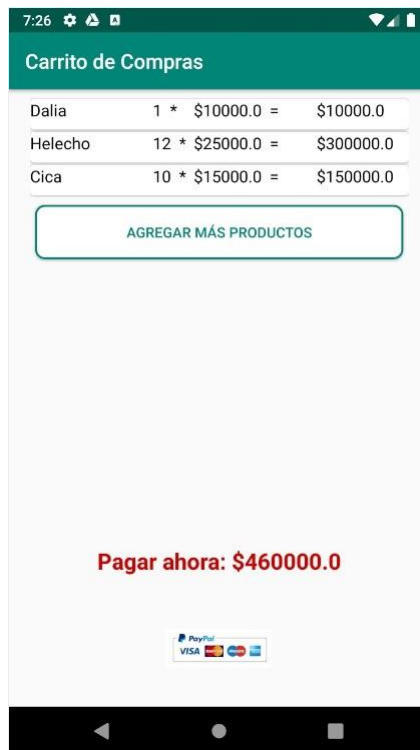 7:26
Carrito de Compras
Dalia 1 * $10000.0 = $10000.0
Helecho 12 * $25000.0 = $300000.0
Cica 10 * $15000.0 = $150000.0
AGREGAR MÁS PRODUCTOS
Pagar ahora: $460000.0
PayPal
VISA